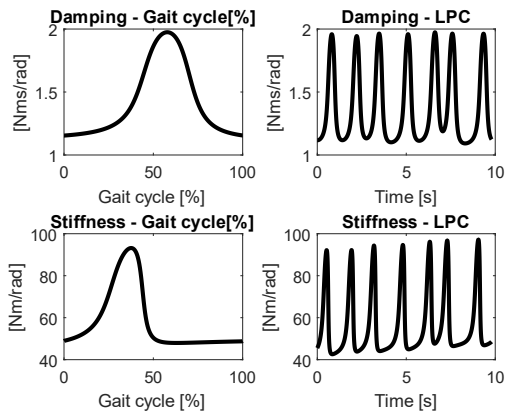 Damping - Gait cycle[%]
2
1.5
1
[Nms/rad]
0
50
100
Gait cycle [%]
Damping - LPC
2
1.5
1
[Nms/rad]
0
5
10
Time [s]
Stiffness - Gait cycle[%]
100
80
60
40
[Nm/rad]
0
50
100
Gait cycle [%]
Stiffness - LPC
100
80
60
40
[Nm/rad]
0
5
10
Time [s]